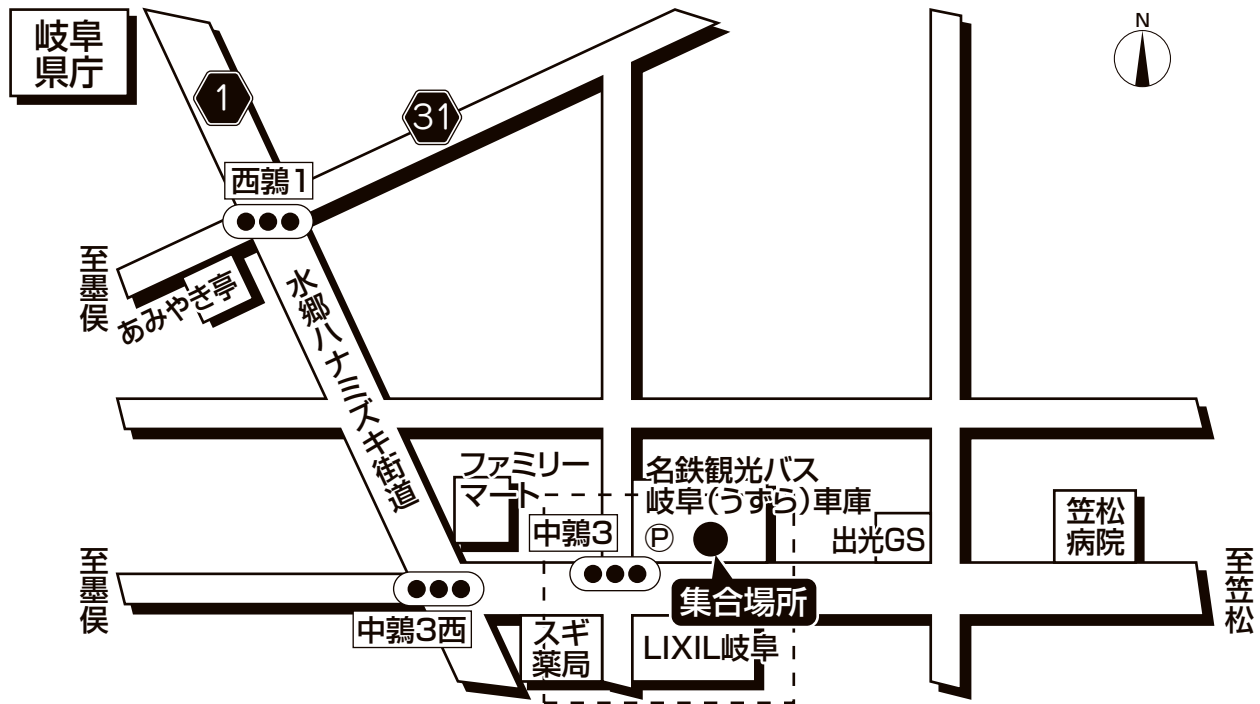 岐阜
県庁
N
1
31
西鶉1
至墨俣
あみやき亭
水郷ハナミズキ街道
ファミリー
マート
名鉄観光バス
岐阜(うずら)車庫
中鶉3
P
出光GS
笠松
病院
至墨俣
至笠松
集合場所
中鶉3西
スギ
薬局
LIXIL岐阜